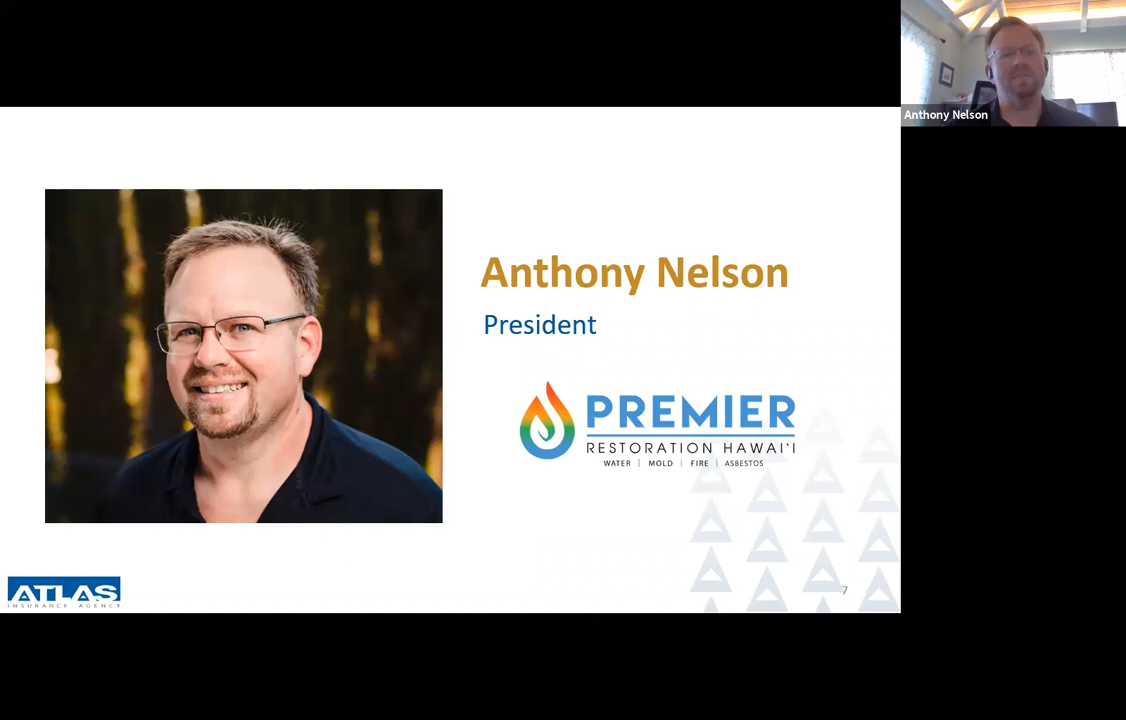 Anthony Nelson
Anthony Nelson
President
PREMIER
RESTORATION HAWAI'I
WATER | MOLD | FIRE | ASBESTOS
ATLAS
INSURANCE AGENCY
7